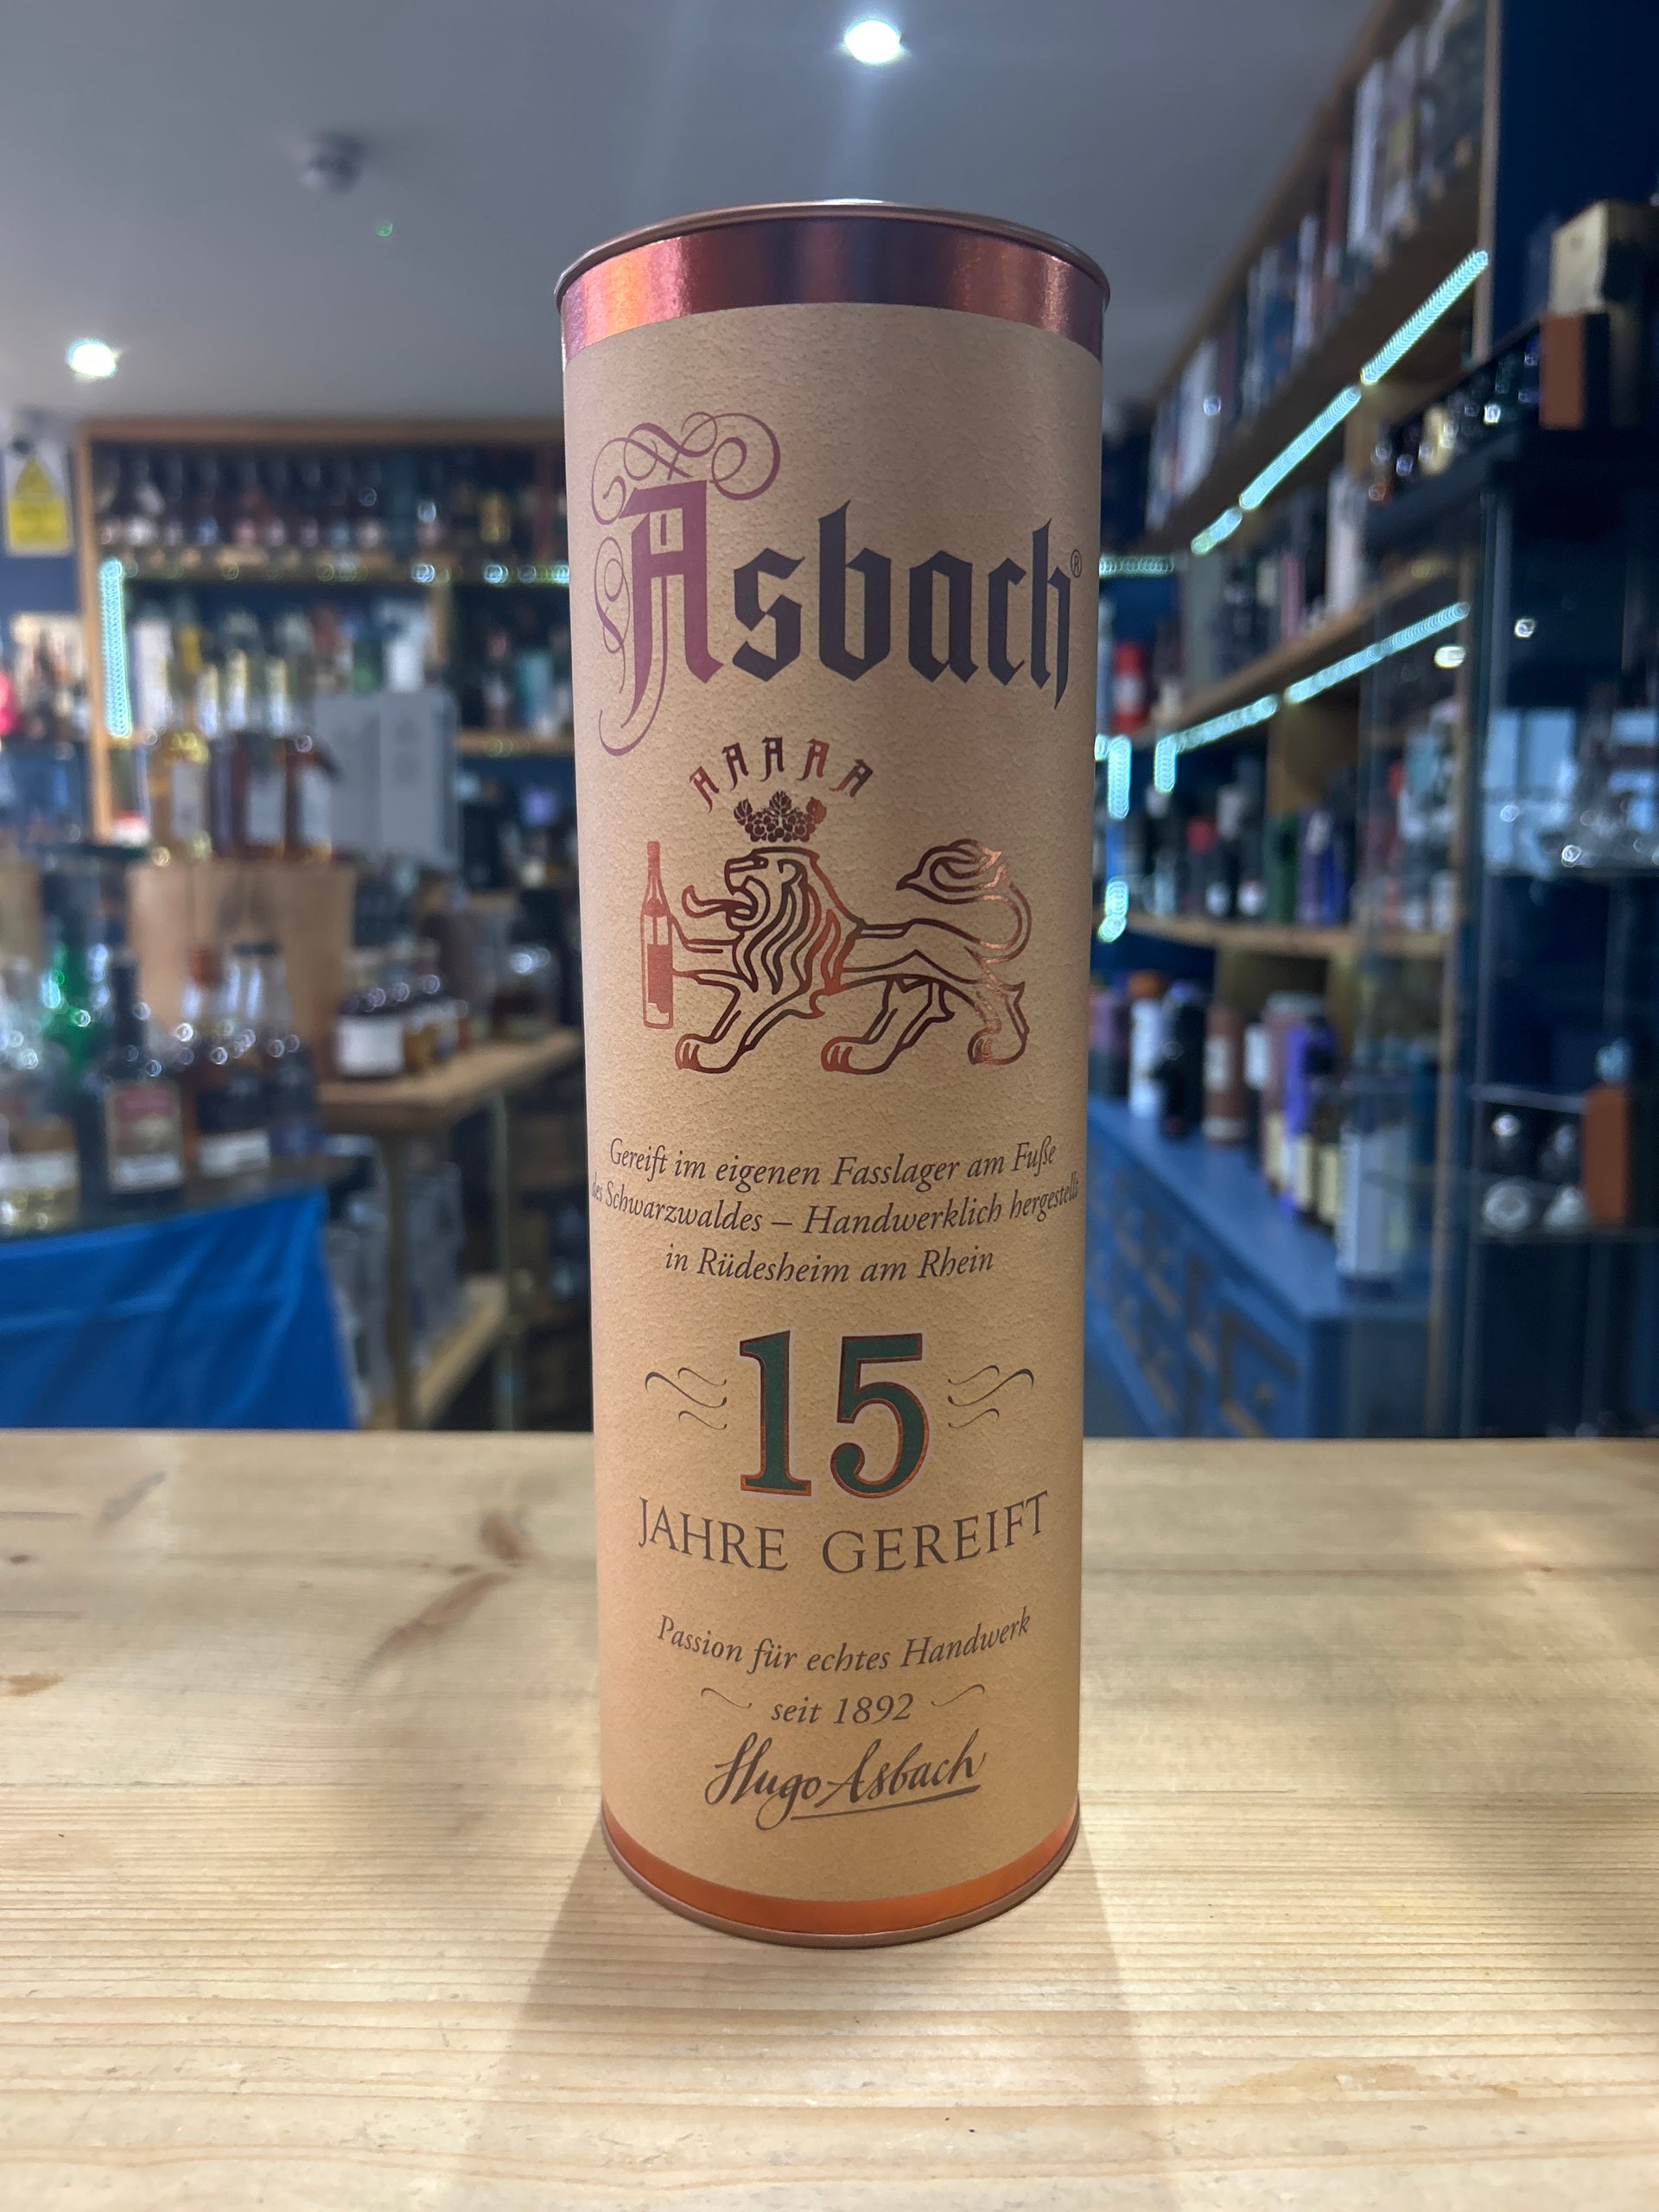 Asbach®
A A A A A
Gereift im eigenen Fasslager am Fuße
des Schwarzwaldes – Handwerklich hergestellt
in Rüdesheim am Rhein
15
JAHRE GEREIFT
Passion für echtes Handwerk
seit 1892
Hugo Asbach